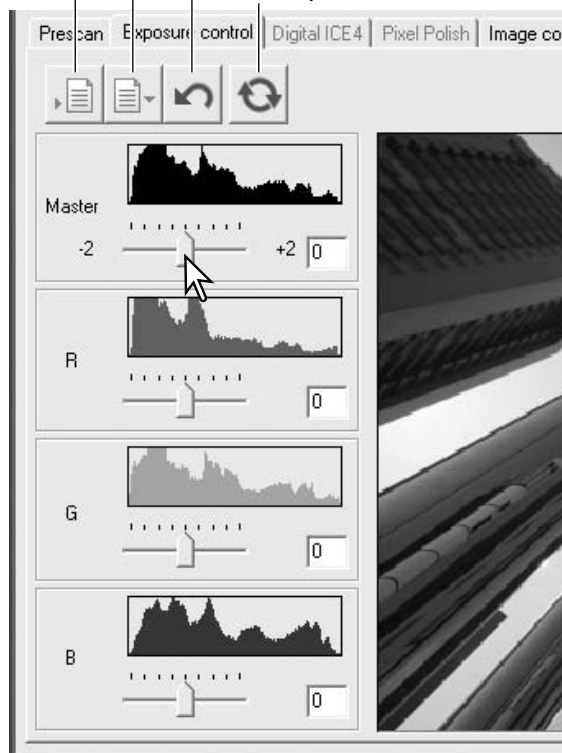 Prescan Exposure control Digital ICE4 Pixel Polish Image co
Master
-2 +2 0
R
0
G
0
B
0